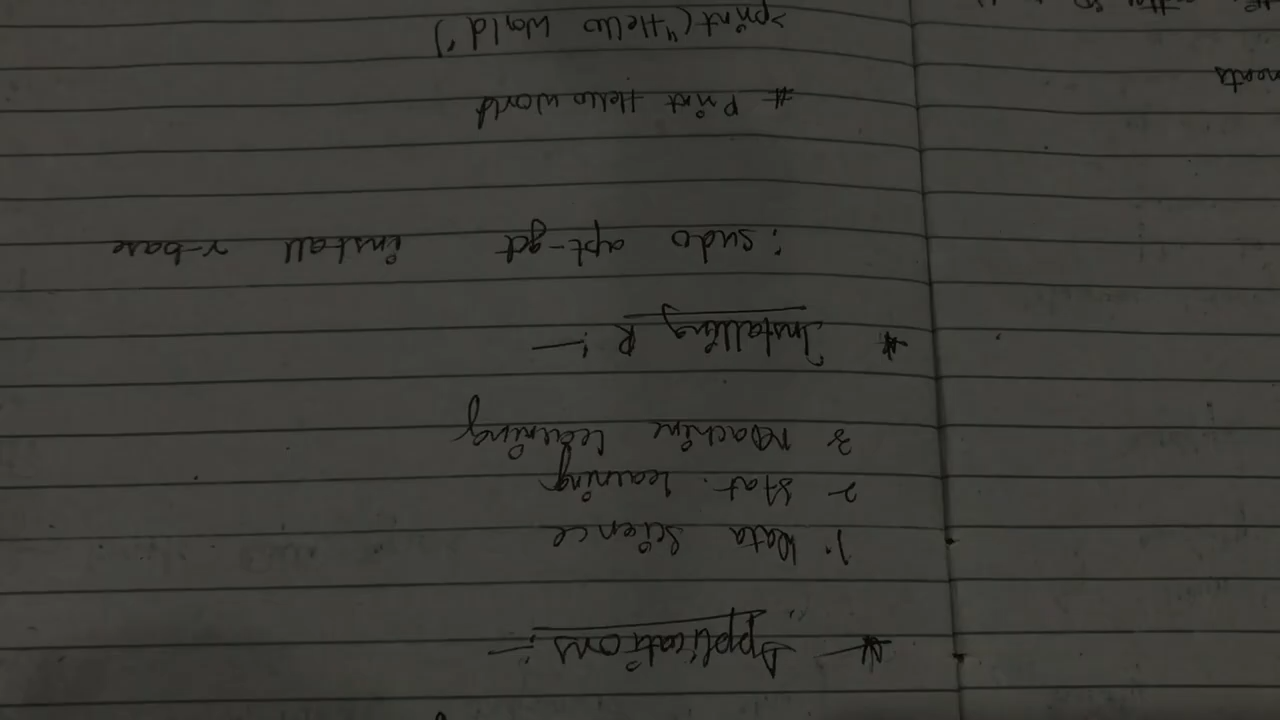 * Applications :-
1. Data Science
2 Stat. Learning
3 Machine Learning
* Installing R :-
: sudo apt-get install r-base
# Print Hello World
>print("Hello World")
ments